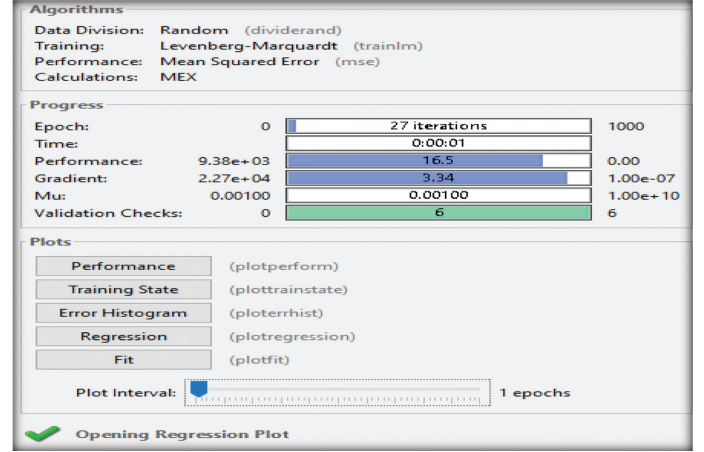 Algorithms
Data Division: Random (dividerand)
Training: Levenberg-Marquardt (trainlm)
Performance: Mean Squared Error (mse)
Calculations: MEX
Progress
Epoch: 0 27 iterations 1000
Time: 0:00:01
Performance: 9.38e+03 16.5 0.00
Gradient: 2.27e+04 3.34 1.00e-07
Mu: 0.00100 0.00100 1.00e+10
Validation Checks: 0 6 6
Plots
Performance (plotperform)
Training State (plottrainstate)
Error Histogram (ploterrhist)
Regression (plotregression)
Fit (plotfit)
Plot Interval: 1 epochs
Opening Regression Plot